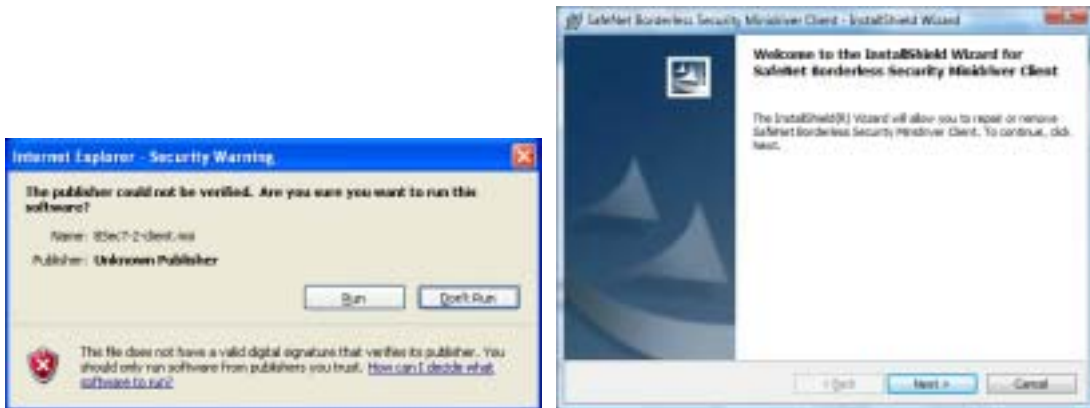 Internet Explorer - Security Warning
The publisher could not be verified. Are you sure you want to run this
software?
Name: BSec7-2-client.msi
Publisher: Unknown Publisher
Run
Don't Run
This file does not have a valid digital signature that verifies its publisher. You
should only run software from publishers you trust. How can I decide what
software to run?
SafeNet Borderless Security Minidriver Client - InstallShield Wizard
Welcome to the InstallShield Wizard for
SafeNet Borderless Security Minidriver Client
The InstallShield(R) Wizard will allow you to repair or remove
SafeNet Borderless Security Minidriver Client. To continue, click
Next.
< Back
Next >
Cancel